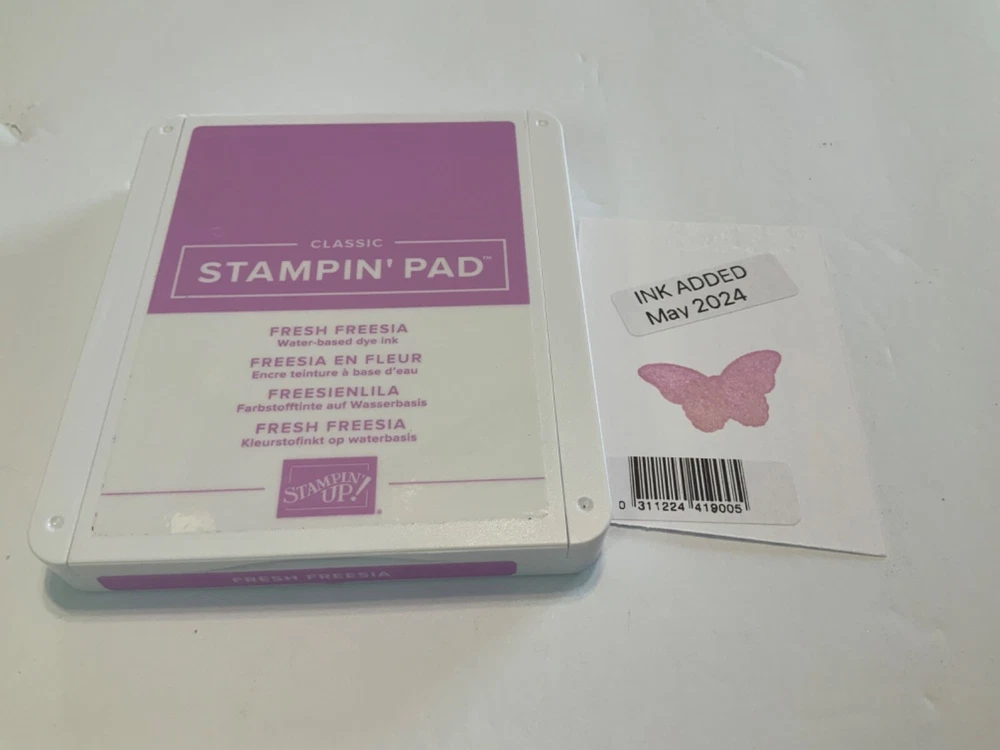 CLASSIC
STAMPIN' PAD™
FRESH FREESIA
Water-based dye ink
FREESIA EN FLEUR
Encre teinture à base d'eau
FREESIENLILA
Farbstofftinte auf Wasserbasis
FRESH FREESIA
Kleurstofinkt op waterbasis
STAMPIN'
UP!®
FRESH FREESIA
INK ADDED
May 2024
0 311224 419005